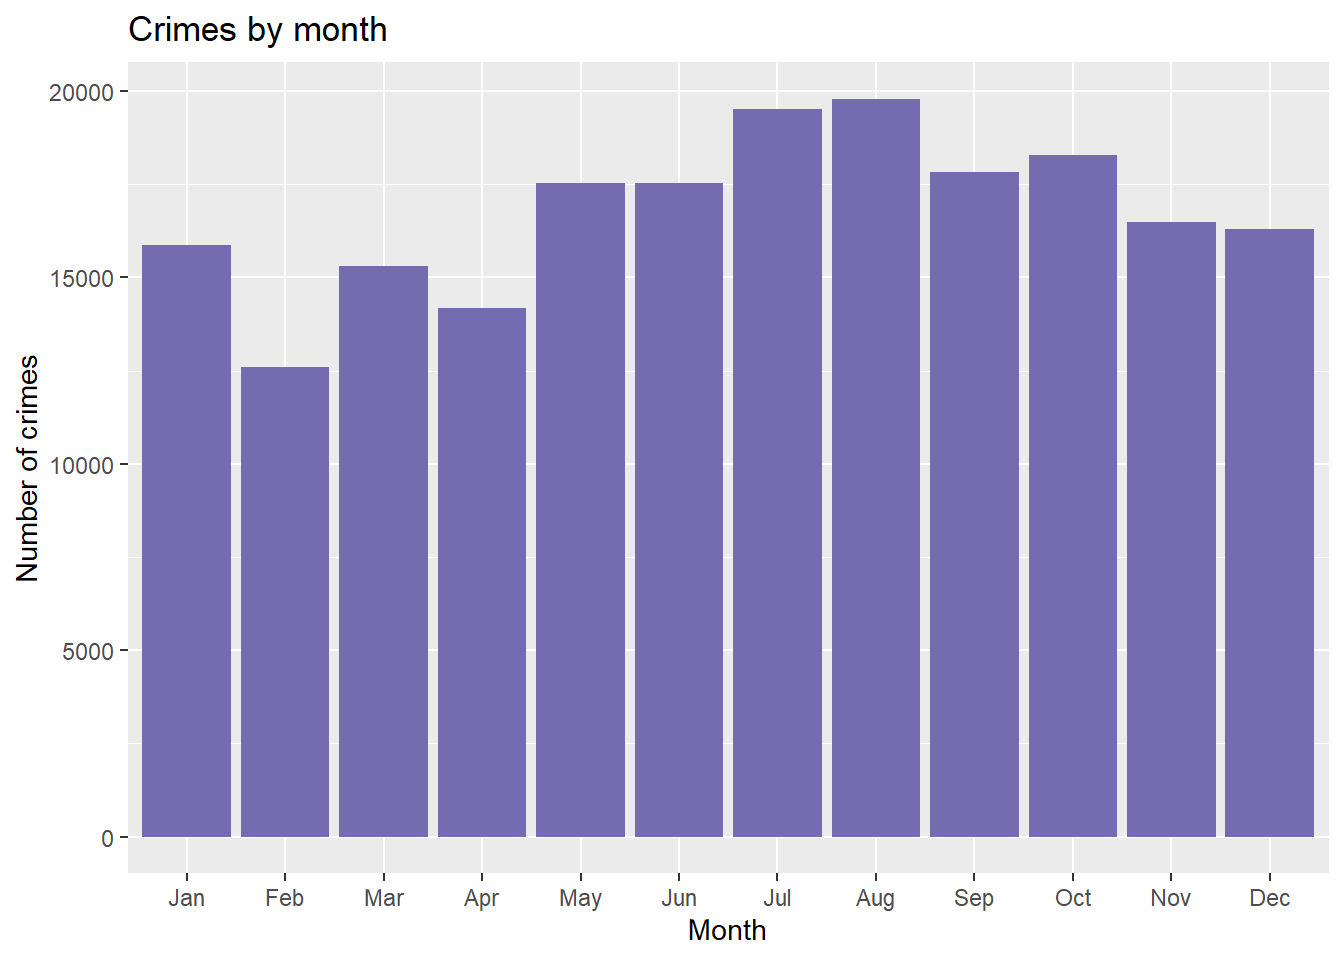 Crimes by month
20000
15000
10000
5000
0
Number of crimes
Jan Feb Mar Apr May Jun Jul Aug Sep Oct Nov Dec
Month